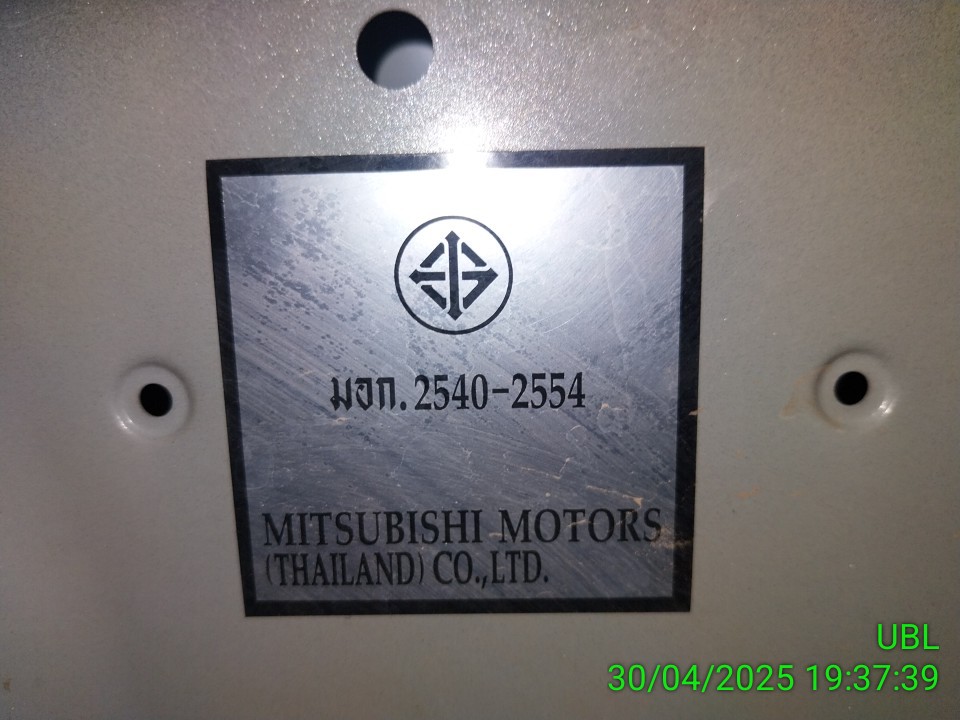 มอก. 2540-2554
MITSUBISHI MOTORS
(THAILAND) CO.,LTD.
UBL
30/04/2025 19:37:39